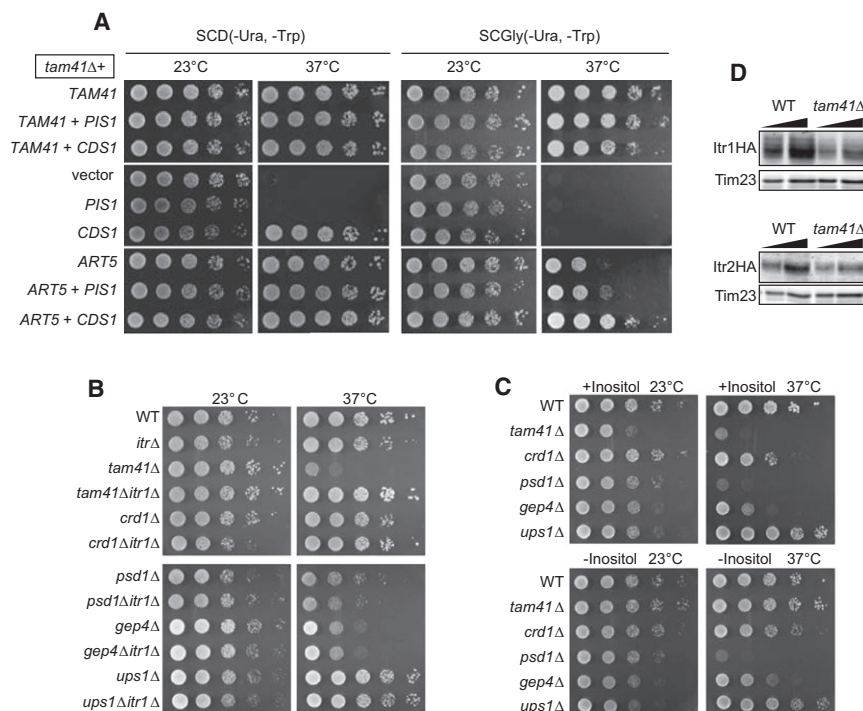 A
SCD(-Ura, -Trp)
SCGly(-Ura, -Trp)
tam41Δ+
23°C
37°C
23°C
37°C
TAM41
TAM41 + PIS1
TAM41 + CDS1
vector
PIS1
CDS1
ART5
ART5 + PIS1
ART5 + CDS1
D
WT
tam41Δ
Itr1HA
Tim23
WT
tam41Δ
Itr2HA
Tim23
B
23°C
37°C
WT
itrΔ
tam41Δ
tam41Δitr1Δ
crd1Δ
crd1Δitr1Δ
psd1Δ
psd1Δitr1Δ
gep4Δ
gep4Δitr1Δ
ups1Δ
ups1Δitr1Δ
C
+Inositol 23°C
+Inositol 37°C
WT
tam41Δ
crd1Δ
psd1Δ
gep4Δ
ups1Δ
-Inositol 23°C
-Inositol 37°C
WT
tam41Δ
crd1Δ
psd1Δ
gep4Δ
ups1Δ